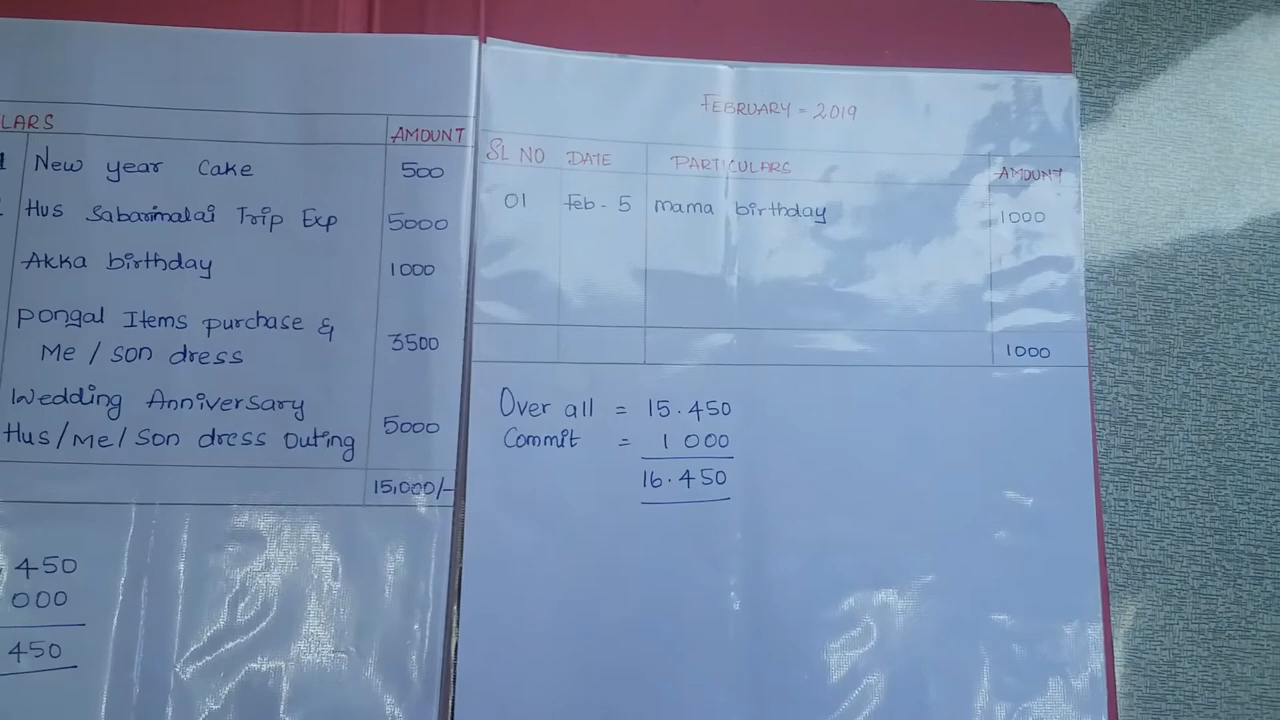 LARS AMOUNT
New year Cake 500
Hus Sabarimalai Trip Exp 5000
Akka birthday 1000
Pongal Items purchase &
Me / son dress 3500
Wedding Anniversary
Hus/Me/Son dress Outing 5000
15,000/-
450
000
450
FEBRUARY = 2019
SL NO DATE PARTICULARS AMOUNT
01 Feb - 5 mama birthday 1000
1000
Over all = 15.450
Commit = 1 000
16.450